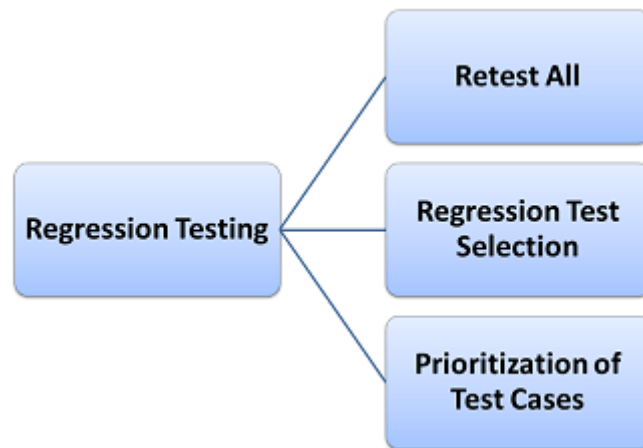 Retest All
Regression Testing
Regression Test
Selection
Prioritization of
Test Cases